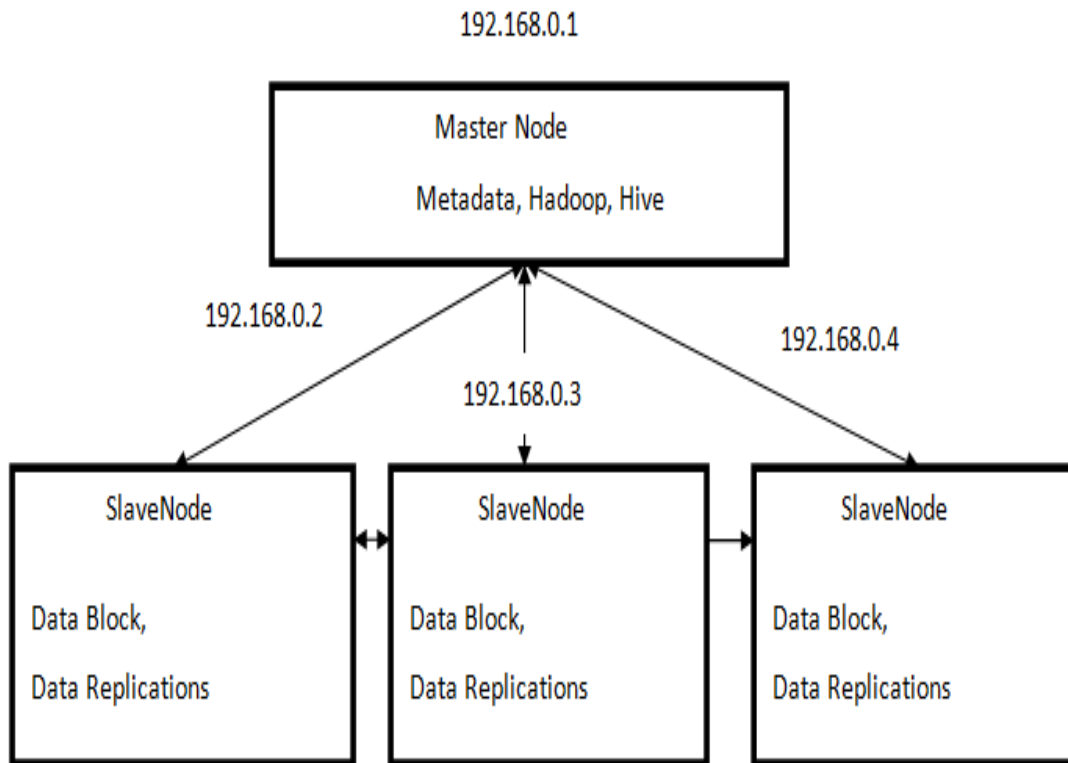 192.168.0.1
Master Node
Metadata, Hadoop, Hive
192.168.0.2
192.168.0.4
192.168.0.3
SlaveNode
Data Block,
Data Replications
SlaveNode
Data Block,
Data Replications
SlaveNode
Data Block,
Data Replications